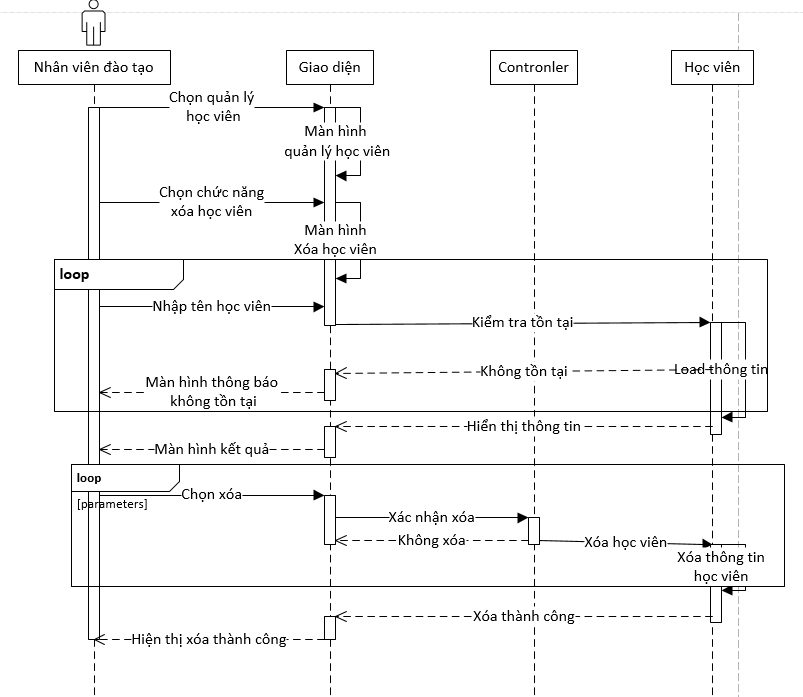 Nhân viên đào tạo
Giao diện
Contronler
Học viên
Chọn quản lý
học viên
Màn hình
quản lý học viên
Chọn chức năng
xóa học viên
Màn hình
Xóa học viên
loop
Nhập tên học viên
Kiểm tra tồn tại
Không tồn tại
Load thông tin
Màn hình thông báo
không tồn tại
Hiển thị thông tin
Màn hình kết quả
loop
[parameters]
Chọn xóa
Xác nhận xóa
Không xóa
Xóa học viên
Xóa thông tin
học viên
Xóa thành công
Hiện thị xóa thành công